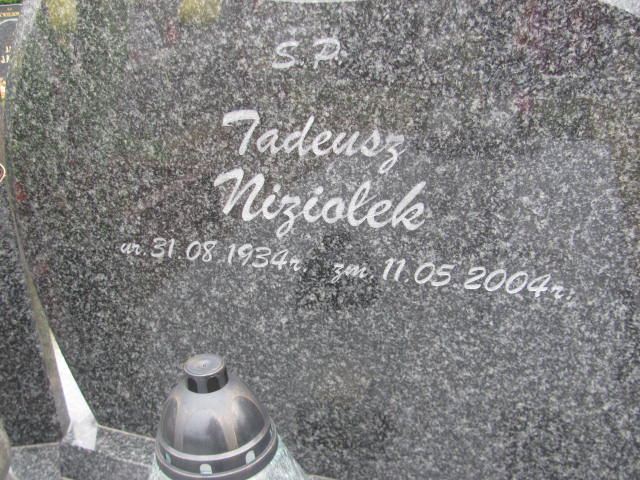 Ś.P.
Tadeusz
Niziołek
ur. 31.08.1934r. zm. 11.05.2004r.